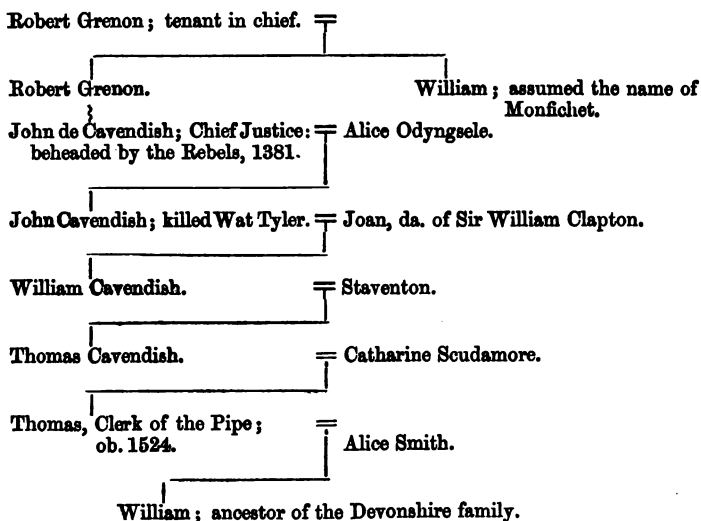 Robert Grenon; tenant in chief. =
Robert Grenon. William; assumed the name of
Monfichet.
John de Cavendish; Chief Justice: = Alice Odyngsele.
beheaded by the Rebels, 1381.
John Cavendish; killed Wat Tyler. = Joan, da. of Sir William Clapton.
William Cavendish. = Staventon.
Thomas Cavendish. = Catharine Scudamore.
Thomas, Clerk of the Pipe; =
ob. 1524. Alice Smith.
William; ancestor of the Devonshire family.